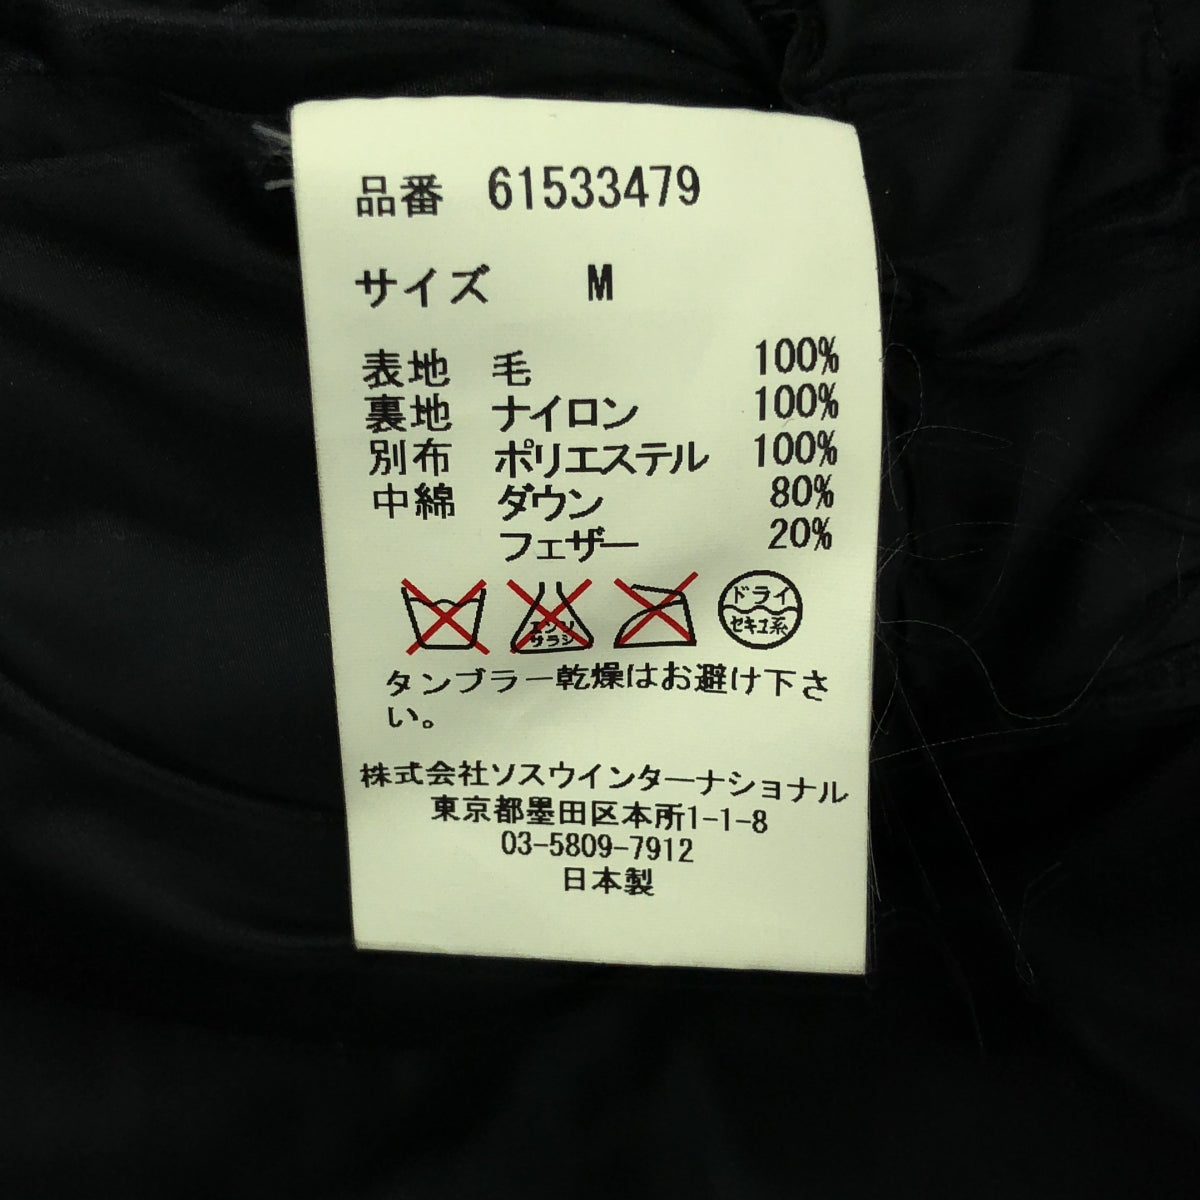 品番 61533479
サイズ M
表地 毛 100%
裏地 ナイロン 100%
別布 ポリエステル 100%
中綿 ダウン 80%
フェザー 20%
エンソ サラシ ドライ セキユ系
タンブラー乾燥はお避け下さ
い。
株式会社ソスウインターナショナル
東京都墨田区本所1-1-8
03-5809-7912
日本製